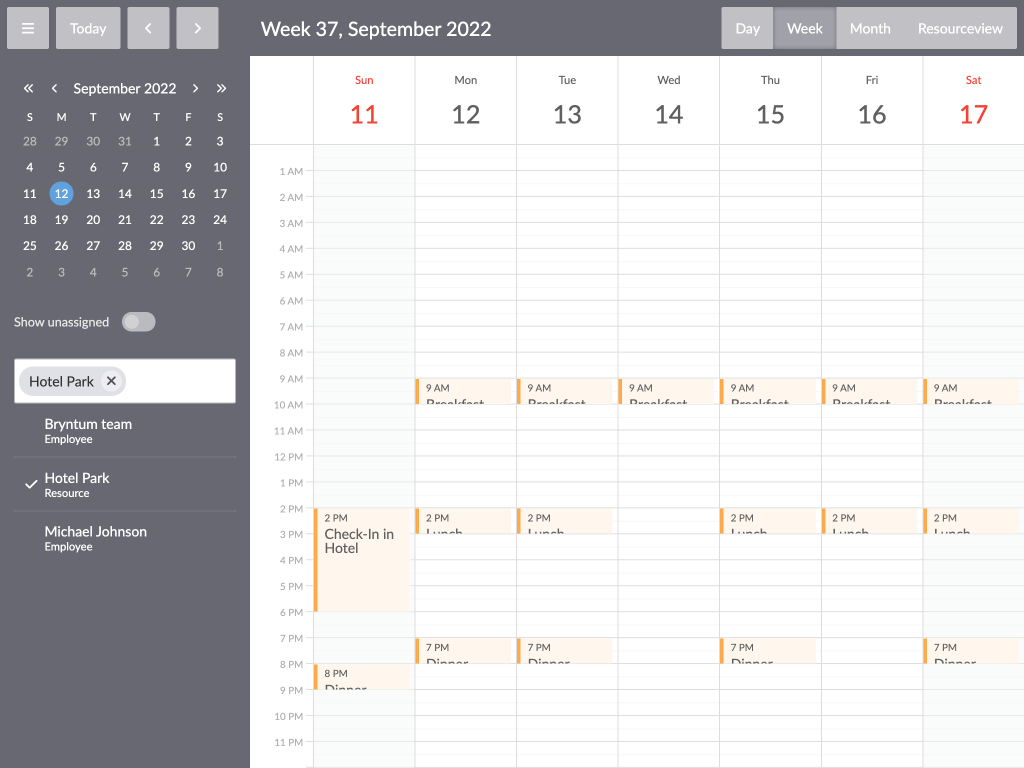 Today
Week 37, September 2022
Day Week Month Resourceview
September 2022
S M T W T F S
28 29 30 31 1 2 3
4 5 6 7 8 9 10
11 12 13 14 15 16 17
18 19 20 21 22 23 24
25 26 27 28 29 30 1
2 3 4 5 6 7 8
Show unassigned
Hotel Park
Bryntum team
Employee
Hotel Park
Resource
Michael Johnson
Employee
Sun Mon Tue Wed Thu Fri Sat
11 12 13 14 15 16 17
1 AM
2 AM
3 AM
4 AM
5 AM
6 AM
7 AM
8 AM
9 AM
9 AM 9 AM 9 AM 9 AM 9 AM 9 AM
Breakfast Breakfast Breakfast Breakfast Breakfast Breakfast
10 AM
11 AM
12 PM
1 PM
2 PM
2 PM 2 PM 2 PM 2 PM 2 PM 2 PM
3 PM
Check-In in Lunch Lunch Lunch Lunch Lunch
Hotel
4 PM
5 PM
6 PM
7 PM
7 PM 7 PM 7 PM 7 PM
Dinner Dinner Dinner Dinner
8 PM
8 PM
Dinner
9 PM
10 PM
11 PM